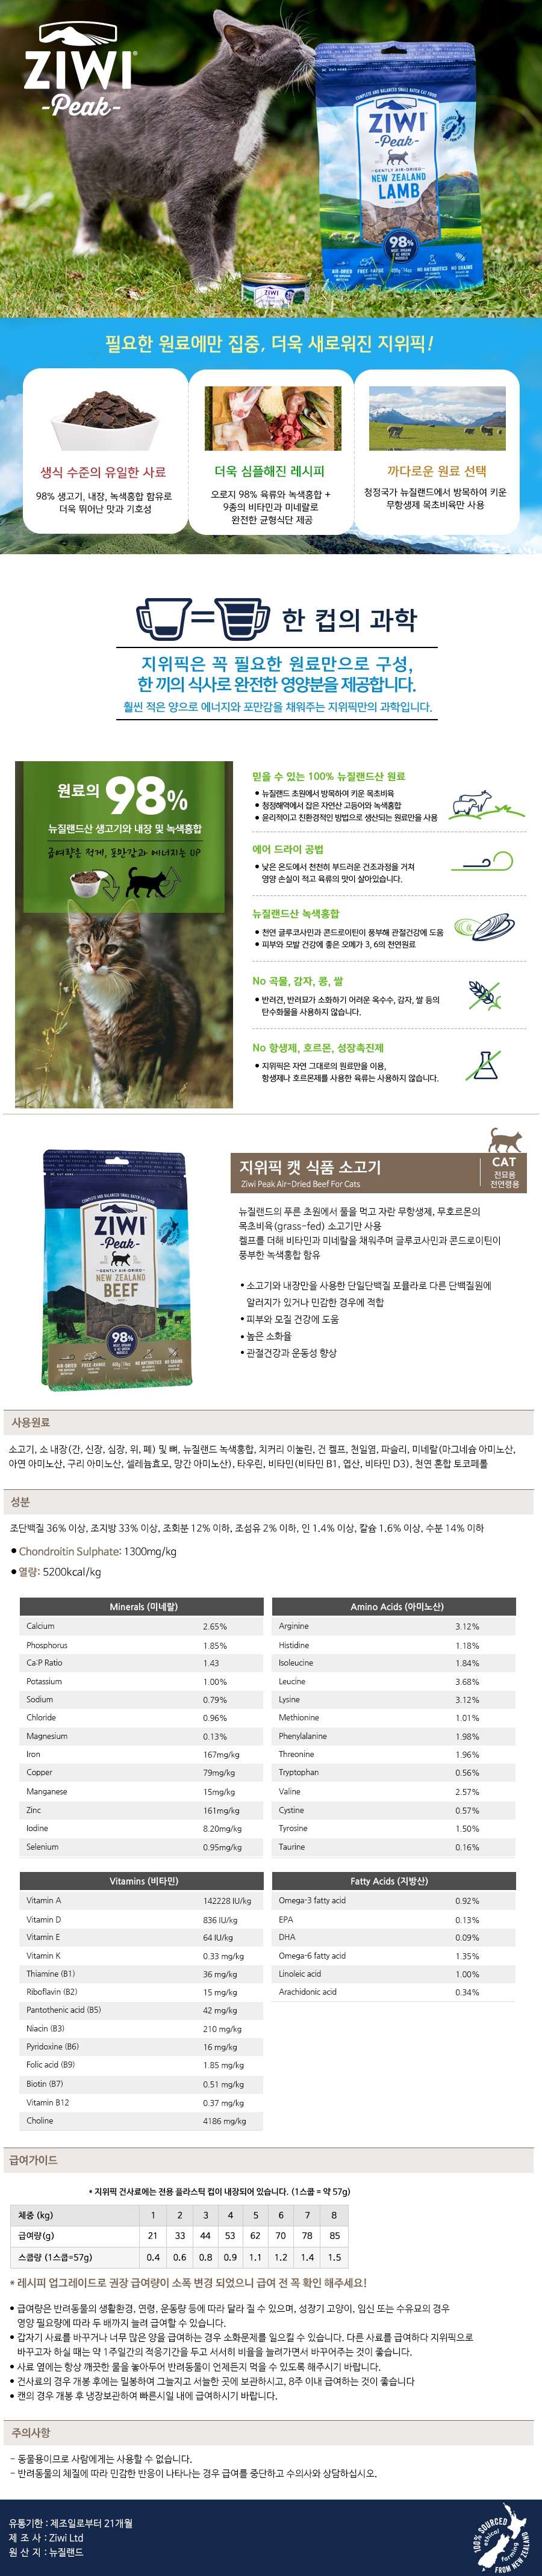 ZIWI
-Peak-
COMPLETE AND BALANCED SMALL BATCH CAT FOOD
ZIWI
Peak
GENTLY AIR-DRIED
NEW ZEALAND
LAMB
98%
AIR-DRIED
NO ANTIBIOTICS
NO GRAINS
ZIWI
Peak
필요한 원료에만 집중, 더욱 새로워진 지위픽!
생식 수준의 유일한 사료
98% 생고기, 내장, 녹색홍합 함유로
더욱 뛰어난 맛과 기호성
더욱 심플해진 레시피
오로지 98% 육류와 녹색홍합 +
9종의 비타민과 미네랄로
완전한 균형식단 제공
까다로운 원료 선택
청정국가 뉴질랜드에서 방목하여 키운
무항생제 목초비육만 사용
한 컵의 과학
지위픽은 꼭 필요한 원료만으로 구성,
한 끼의 식사로 완전한 영양분을 제공합니다.
훨씬 적은 양으로 에너지와 포만감을 채워주는 지위픽만의 과학입니다.
원료의 98%
뉴질랜드산 생고기와 내장 및 녹색홍합
급여량은 적게, 포만감과 에너지는 UP
믿을 수 있는 100% 뉴질랜드산 원료
• 뉴질랜드 초원에서 방목하여 키운 목초비육
• 청정해역에서 잡은 자연산 고등어와 녹색홍합
• 윤리적이고 친환경적인 방법으로 생산되는 원료만을 사용
에어 드라이 공법
• 낮은 온도에서 천천히 부드러운 건조과정을 거쳐
영양 손실이 적고 육류의 맛이 살아있습니다.
뉴질랜드산 녹색홍합
• 천연 글루코사민과 콘드로이틴이 풍부해 관절건강에 도움
• 피부와 모발 건강에 좋은 오메가 3, 6의 천연원료
No 곡물, 감자, 콩, 쌀
• 반려견, 반려묘가 소화하기 어려운 옥수수, 감자, 쌀 등의
탄수화물을 사용하지 않습니다.
No 항생제, 호르몬, 성장촉진제
• 지위픽은 자연 그대로의 원료만을 이용,
항생제나 호르몬제를 사용한 육류는 사용하지 않습니다.
COMPLETE AND BALANCED SMALL BATCH CAT FOOD
ZIWI
Peak
GENTLY AIR-DRIED
NEW ZEALAND
BEEF
98%
AIR-DRIED
FREE-RANGE
400g
NO ANTIBIOTICS
NO GRAINS
지위픽 캣 식품 소고기
Ziwi Peak Air-Dried Beef For Cats
CAT
전묘용
전연령용
뉴질랜드의 푸른 초원에서 풀을 먹고 자란 무항생제, 무호르몬의
목초비육(grass-fed) 소고기만 사용
켈프를 더해 비타민과 미네랄을 채워주며 글루코사민과 콘드로이틴이
풍부한 녹색홍합 함유
• 소고기와 내장만을 사용한 단일단백질 포뮬라로 다른 단백질원에
알러지가 있거나 민감한 경우에 적합
• 피부와 모질 건강에 도움
• 높은 소화율
• 관절건강과 운동성 향상
사용원료
소고기, 소 내장(간, 신장, 심장, 위, 폐) 및 뼈, 뉴질랜드 녹색홍합, 치커리 이눌린, 건 켈프, 천일염, 파슬리, 미네랄(마그네슘 아미노산,
아연 아미노산, 구리 아미노산, 셀레늄효모, 망간 아미노산), 타우린, 비타민(비타민 B1, 엽산, 비타민 D3), 천연 혼합 토코페롤
성분
조단백질 36% 이상, 조지방 33% 이상, 조회분 12% 이하, 조섬유 2% 이하, 인 1.4% 이상, 칼슘 1.6% 이상, 수분 14% 이하
• Chondroitin Sulphate: 1300mg/kg
• 열량: 5200kcal/kg
Minerals (미네랄)
Calcium 2.65%
Phosphorus 1.85%
Ca:P Ratio 1.43
Potassium 1.00%
Sodium 0.79%
Chloride 0.96%
Magnesium 0.13%
Iron 167mg/kg
Copper 79mg/kg
Manganese 15mg/kg
Zinc 161mg/kg
Iodine 8.20mg/kg
Selenium 0.95mg/kg
Amino Acids (아미노산)
Arginine 3.12%
Histidine 1.18%
Isoleucine 1.84%
Leucine 3.68%
Lysine 3.12%
Methionine 1.01%
Phenylalanine 1.98%
Threonine 1.96%
Tryptophan 0.56%
Valine 2.57%
Cystine 0.57%
Tyrosine 1.50%
Taurine 0.16%
Vitamins (비타민)
Vitamin A 142228 IU/kg
Vitamin D 836 IU/kg
Vitamin E 64 IU/kg
Vitamin K 0.33 mg/kg
Thiamine (B1) 36 mg/kg
Riboflavin (B2) 15 mg/kg
Pantothenic acid (B5) 42 mg/kg
Niacin (B3) 210 mg/kg
Pyridoxine (B6) 16 mg/kg
Folic acid (B9) 1.85 mg/kg
Biotin (B7) 0.51 mg/kg
Vitamin B12 0.37 mg/kg
Choline 4186 mg/kg
Fatty Acids (지방산)
Omega-3 fatty acid 0.92%
EPA 0.13%
DHA 0.09%
Omega-6 fatty acid 1.35%
Linoleic acid 1.00%
Arachidonic acid 0.34%
급여가이드
* 지위픽 건사료에는 전용 플라스틱 컵이 내장되어 있습니다. (1스쿱 = 약 57g)
체중 (kg) 1 2 3 4 5 6 7 8
급여량(g) 21 33 44 53 62 70 78 85
스쿱량 (1스쿱=57g) 0.4 0.6 0.8 0.9 1.1 1.2 1.4 1.5
* 레시피 업그레이드로 권장 급여량이 소폭 변경 되었으니 급여 전 꼭 확인 해주세요!
• 급여량은 반려동물의 생활환경, 연령, 운동량 등에 따라 달라 질 수 있으며, 성장기 고양이, 임신 또는 수유묘의 경우
영양 필요량에 따라 두 배까지 늘려 급여할 수 있습니다.
• 갑자기 사료를 바꾸거나 너무 많은 양을 급여하는 경우 소화문제를 일으킬 수 있습니다. 다른 사료를 급여하다 지위픽으로
바꾸고자 하실 때는 약 1주일간의 적응기간을 두고 서서히 비율을 늘려가면서 바꾸어주는 것이 좋습니다.
• 사료 옆에는 항상 깨끗한 물을 놓아두어 반려동물이 언제든지 먹을 수 있도록 해주시기 바랍니다.
• 건사료의 경우 개봉 후에는 밀봉하여 그늘지고 서늘한 곳에 보관하시고, 8주 이내 급여하는 것이 좋습니다
• 캔의 경우 개봉 후 냉장보관하여 빠른시일 내에 급여하시기 바랍니다.
주의사항
- 동물용이므로 사람에게는 사용할 수 없습니다.
- 반려동물의 체질에 따라 민감한 반응이 나타나는 경우 급여를 중단하고 수의사와 상담하십시오.
유통기한 : 제조일로부터 21개월
제 조 사 : Ziwi Ltd
원 산 지 : 뉴질랜드
100% SOURCED
ethical farming
FROM NEW ZEALAND